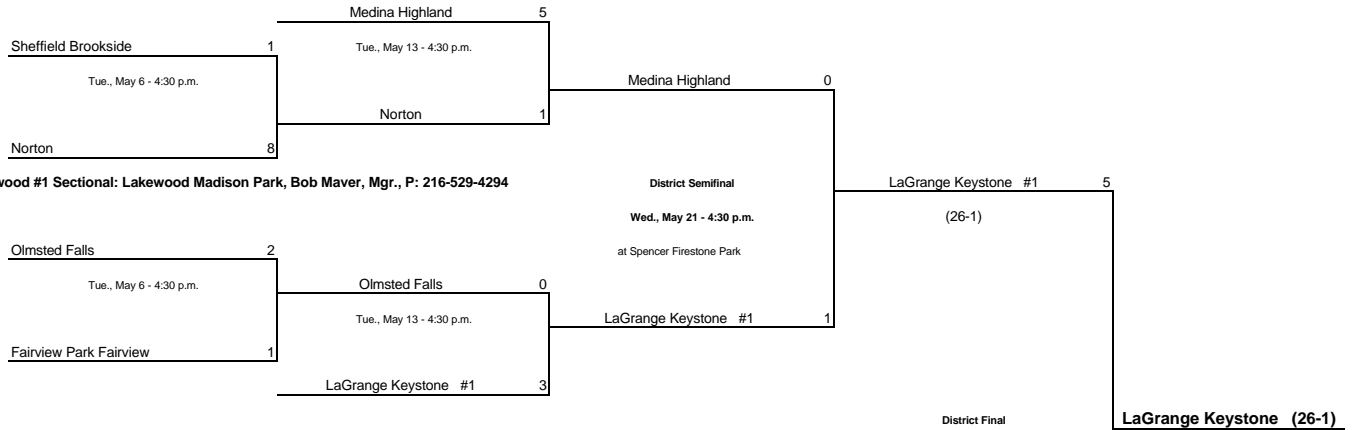 Medina Highland 5
Sheffield Brookside 1
Tue., May 13 - 4:30 p.m.
Tue., May 6 - 4:30 p.m.
Medina Highland 0
Norton 1
Norton 8
wood #1 Sectional: Lakewood Madison Park, Bob Maver, Mgr., P: 216-529-4294
District Semifinal
LaGrange Keystone #1 5
Wed., May 21 - 4:30 p.m.
(26-1)
Olmsted Falls 2
at Spencer Firestone Park
Tue., May 6 - 4:30 p.m.
Olmsted Falls 0
Tue., May 13 - 4:30 p.m.
LaGrange Keystone #1 1
Fairview Park Fairview 1
LaGrange Keystone #1 3
District Final
LaGrange Keystone (26-1)